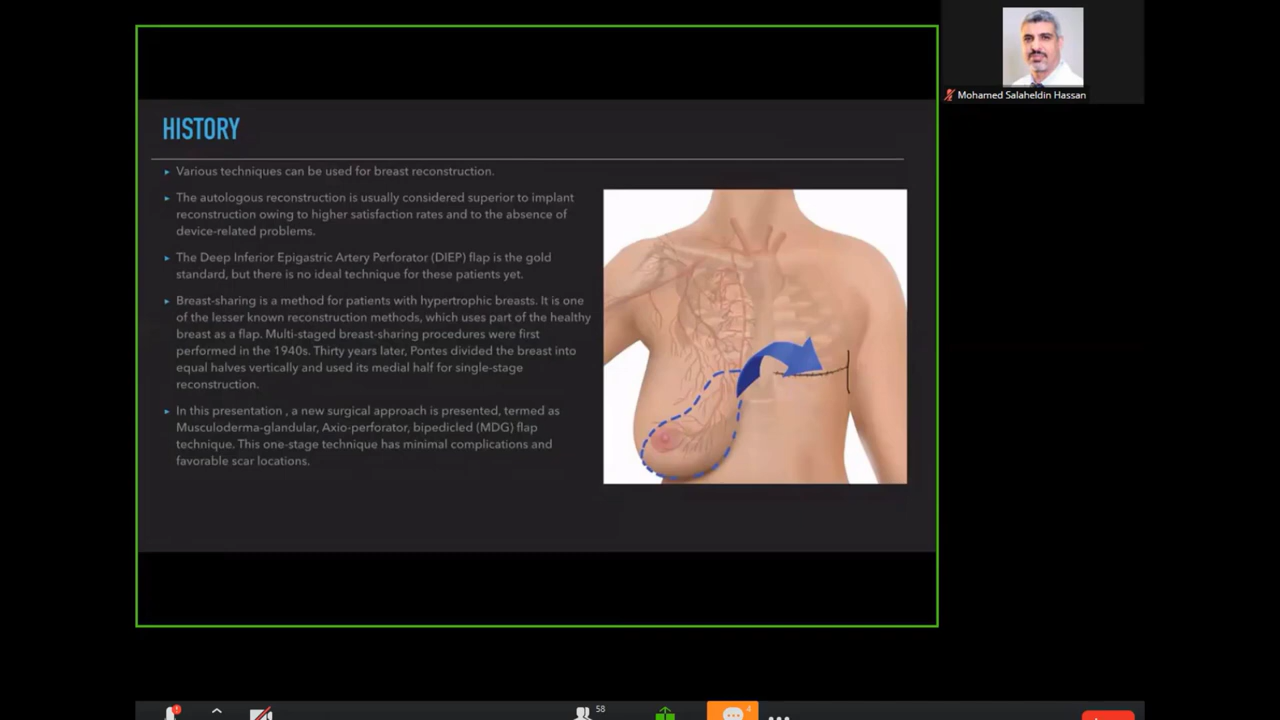 HISTORY
Various techniques can be used for breast reconstruction.
The autologous reconstruction is usually considered superior to implant
reconstruction owing to higher satisfaction rates and to the absence of
device-related problems.
The Deep Inferior Epigastric Artery Perforator (DIEP) flap is the gold
standard, but there is no ideal technique for these patients yet.
Breast-sharing is a method for patients with hypertrophic breasts. It is one
of the lesser known reconstruction methods, which uses part of the healthy
breast as a flap. Multi-staged breast-sharing procedures were first
performed in the 1940s. Thirty years later, Pontes divided the breast into
equal halves vertically and used its medial half for single-stage
reconstruction.
In this presentation , a new surgical approach is presented, termed as
Musculoderma-glandular, Axio-perforator, bipedicled (MDG) flap
technique. This one-stage technique has minimal complications and
favorable scar locations.
Mohamed Salaheldin Hassan
58
4